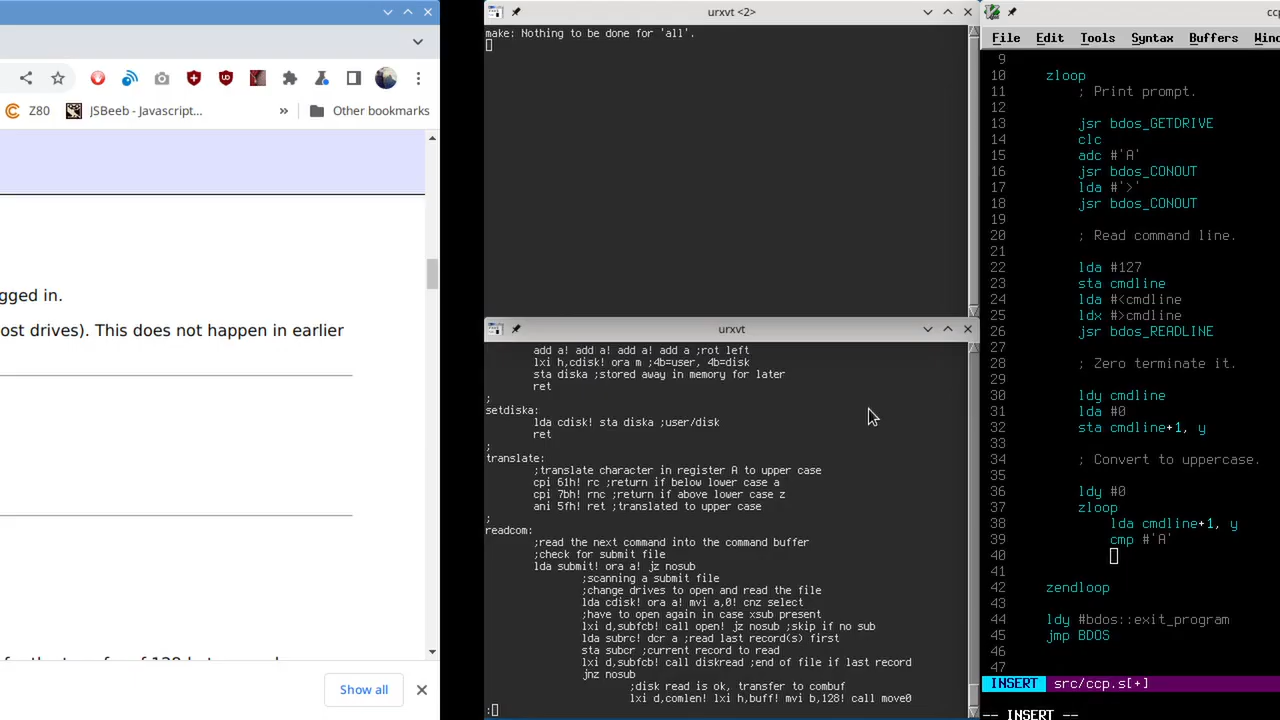 Z80
JSBeeb - Javascript...
»
Other bookmarks
gged in.
ost drives). This does not happen in earlier
Show all
urxvt <2>
make: Nothing to be done for 'all'.
urxvt
add a! add a! add a! add a ;rot left
lxi h,cdisk! ora m ;4b=user, 4b=disk
sta diska ;stored away in memory for later
ret
;
setdiska:
lda cdisk! sta diska ;user/disk
ret
;
translate:
;translate character in register A to upper case
cpi 61h! rc ;return if below lower case a
cpi 7bh! rnc ;return if above lower case z
ani 5fh! ret ;translated to upper case
;
readcom:
;read the next command into the command buffer
;check for submit file
lda submit! ora a! jz nosub
;scanning a submit file
;change drives to open and read the file
lda cdisk! ora a! mvi a,0! cnz select
;have to open again in case xsub present
lxi d,subfcb! call open! jz nosub ;skip if no sub
lda subrc! dcr a ;read last record(s) first
sta subcr ;current record to read
lxi d,subfcb! call diskread ;end of file if last record
jnz nosub
;disk read is ok, transfer to combuf
lxi d,comlen! lxi h,buff! mvi b,128! call move0
:
ccp
File Edit Tools Syntax Buffers Wind
9
10 zloop
11 ; Print prompt.
12
13 jsr bdos_GETDRIVE
14 clc
15 adc #'A'
16 jsr bdos_CONOUT
17 lda #'>'
18 jsr bdos_CONOUT
19
20 ; Read command line.
21
22 lda #127
23 sta cmdline
24 lda #<cmdline
25 ldx #>cmdline
26 jsr bdos_READLINE
27
28 ; Zero terminate it.
29
30 ldy cmdline
31 lda #0
32 sta cmdline+1, y
33
34 ; Convert to uppercase.
35
36 ldy #0
37 zloop
38 lda cmdline+1, y
39 cmp #'A'
40
41
42 zendloop
43
44 ldy #bdos::exit_program
45 jmp BDOS
46
47
INSERT src/ccp.s[+]
-- INSERT --